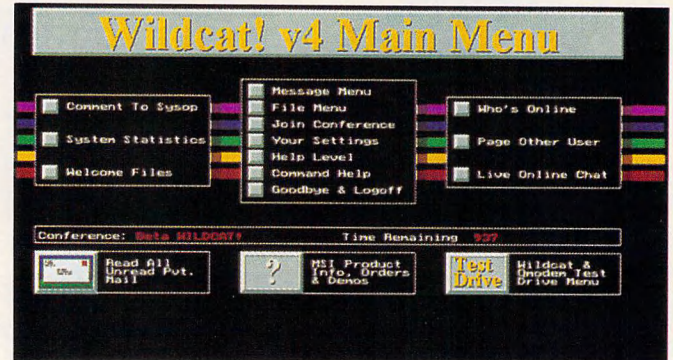 Wildcat! v4 Main Menu
Comment To Sysop
System Statistics
Welcome Files
Message Menu
File Menu
Join Conference
Your Settings
Help Level
Command Help
Goodbye & Logoff
Who's Online
Page Other User
Live Online Chat
Conference: Beta WILDCAT! Time Remaining 937
Read All
Unread Pvt.
Mail
?
MSI Product
Info, Orders
& Demos
Test
Drive
Wildcat &
Qmodem Test
Drive Menu